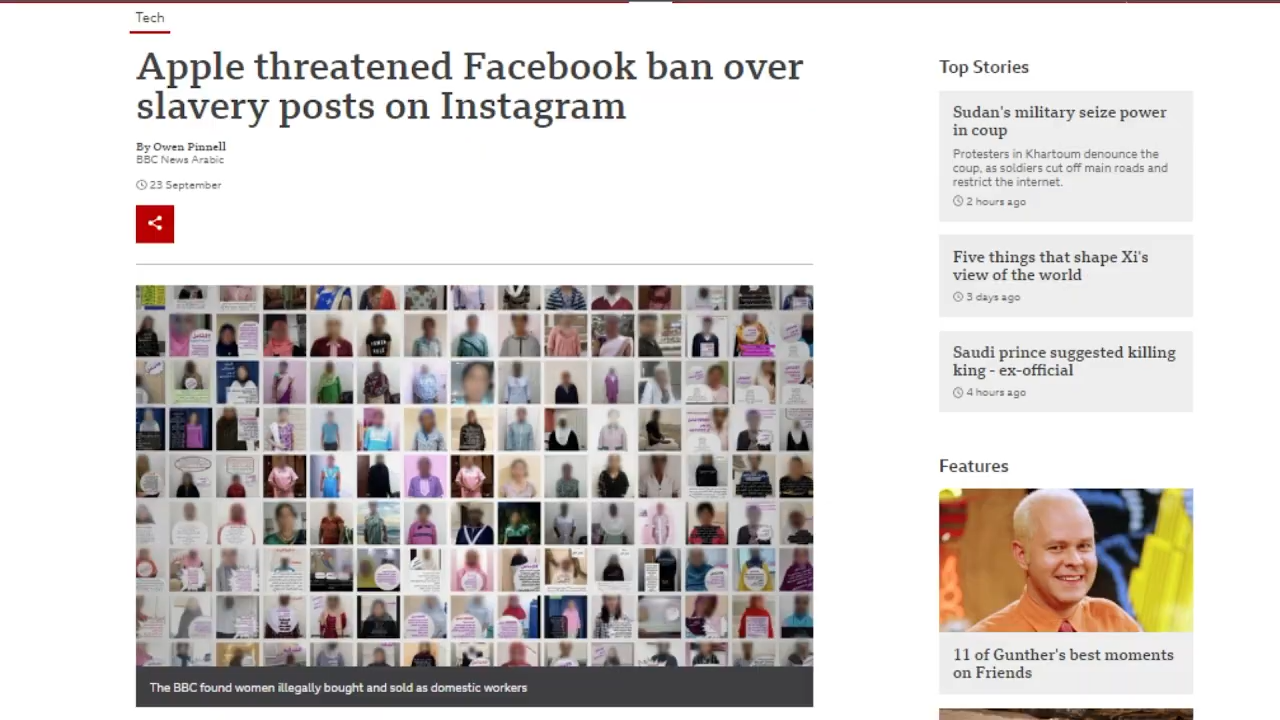 Tech
Apple threatened Facebook ban over
slavery posts on Instagram
By Owen Pinnell
BBC News Arabic
23 September
The BBC found women illegally bought and sold as domestic workers
Top Stories
Sudan's military seize power
in coup
Protesters in Khartoum denounce the
coup, as soldiers cut off main roads and
restrict the internet.
2 hours ago
Five things that shape Xi's
view of the world
3 days ago
Saudi prince suggested killing
king - ex-official
4 hours ago
Features
11 of Gunther's best moments
on Friends